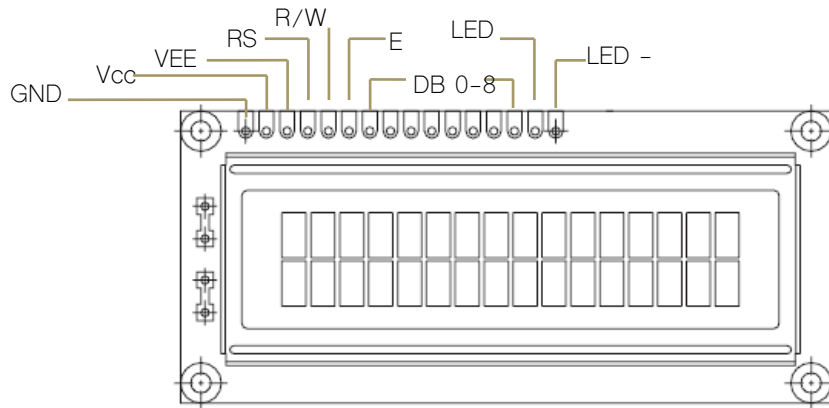 GND
Vcc
VEE
RS
R/W
E
DB 0-8
LED
LED -